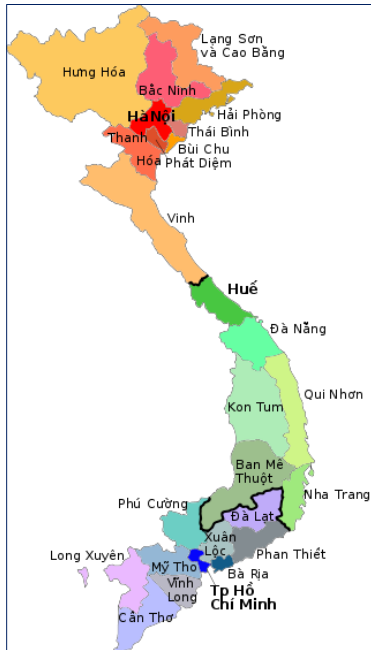 Lạng Sơn
và Cao Bằng
Hưng Hóa
Bắc Ninh
Hải Phòng
Hà Nội
Thái Bình
Thanh
Hóa
Bùi Chu
Phát Diệm
Vinh
Huế
Đà Nẵng
Qui Nhơn
Kon Tum
Ban Mê
Thuột
Nha Trang
Phú Cường
Đà Lạt
Xuân
Lộc
Phan Thiết
Long Xuyên
Mỹ Tho
Bà Rịa
Vĩnh
Long
Tp Hồ
Chí Minh
Cần Thơ